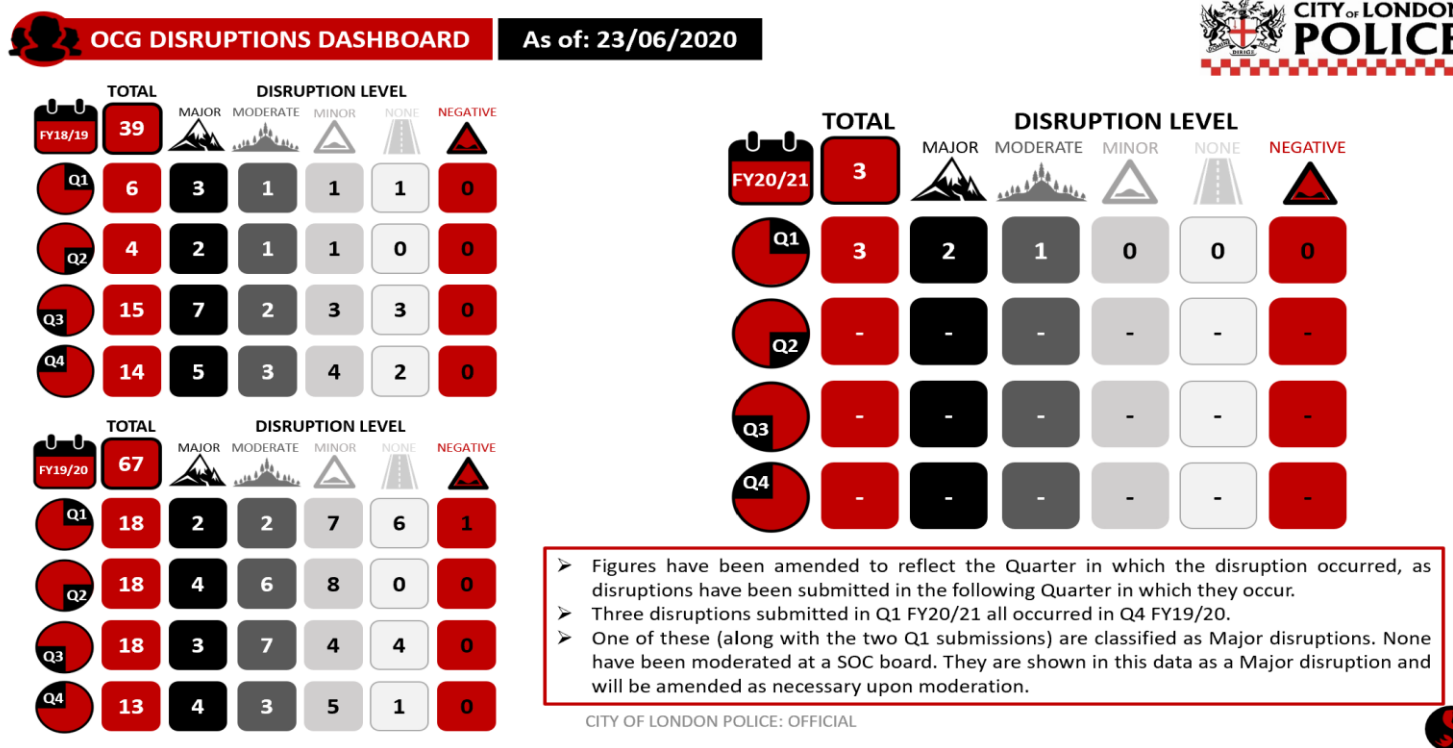 OCG DISRUPTIONS DASHBOARD
As of: 23/06/2020
CITY OF LONDON
POLICE
TOTAL DISRUPTION LEVEL
MAJOR MODERATE MINOR NONE NEGATIVE
FY18/19 39
Q1 6 3 1 1 1 0
Q2 4 2 1 1 0 0
Q3 15 7 2 3 3 0
Q4 14 5 3 4 2 0
TOTAL DISRUPTION LEVEL
MAJOR MODERATE MINOR NONE NEGATIVE
FY19/20 67
Q1 18 2 2 7 6 1
Q2 18 4 6 8 0 0
Q3 18 3 7 4 4 0
Q4 13 4 3 5 1 0
TOTAL DISRUPTION LEVEL
MAJOR MODERATE MINOR NONE NEGATIVE
FY20/21 3
Q1 3 2 1 0 0 0
Q2 - - - - - -
Q3 - - - - - -
Q4 - - - - - -
➢ Figures have been amended to reflect the Quarter in which the disruption occurred, as
disruptions have been submitted in the following Quarter in which they occur.
➢ Three disruptions submitted in Q1 FY20/21 all occurred in Q4 FY19/20.
➢ One of these (along with the two Q1 submissions) are classified as Major disruptions. None
have been moderated at a SOC board. They are shown in this data as a Major disruption and
will be amended as necessary upon moderation.
CITY OF LONDON POLICE: OFFICIAL